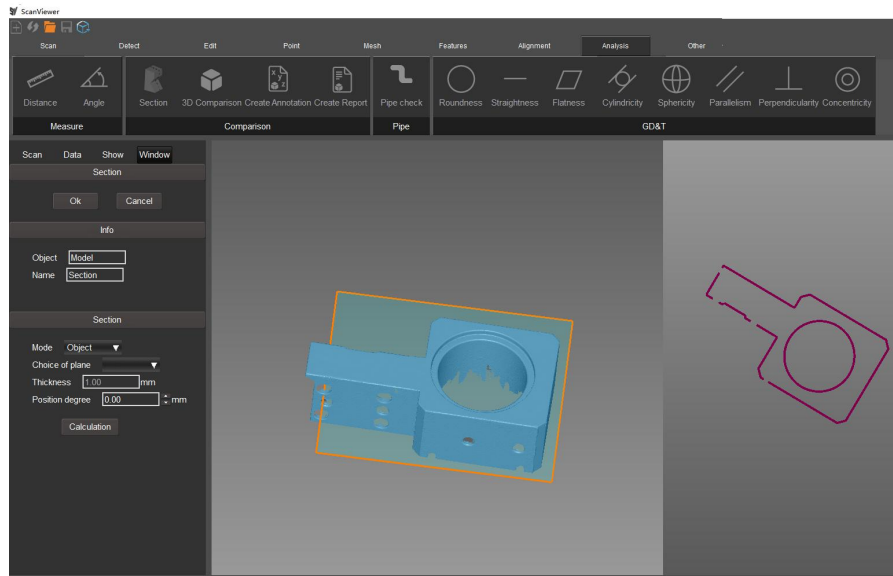 ScanViewer
Scan Detect Edit Point Mesh Features Alignment Analysis Other
Distance Angle Section 3D Comparison Create Annotation Create Report Pipe check Roundness Straightness Flatness Cylindricity Sphericity Parallelism Perpendicularity Concentricity
Measure Comparison Pipe GD&T
Scan Data Show Window
Section
Ok Cancel
Info
Object Model
Name Section
Section
Mode Object
Choice of plane
Thickness 1.00 mm
Position degree 0.00 mm
Calculation